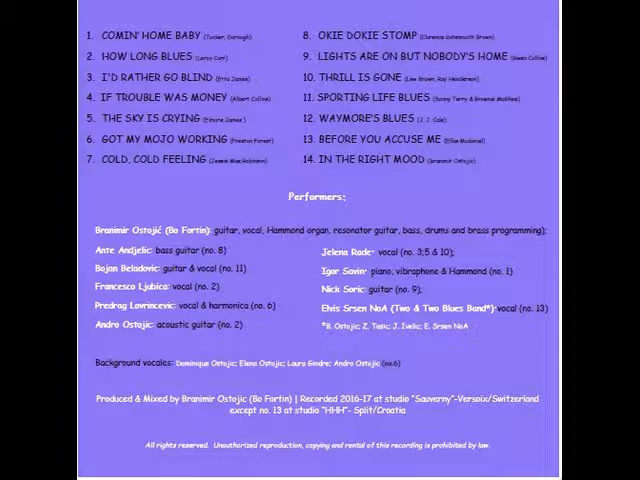 1. COMIN' HOME BABY (Tucker, Dorough)
2. HOW LONG BLUES (Leroy Carr)
3. I'D RATHER GO BLIND (Etta James)
4. IF TROUBLE WAS MONEY (Albert Collins)
5. THE SKY IS CRYING (Elmore James)
6. GOT MY MOJO WORKING (Preston Foster)
7. COLD, COLD FEELING (Jessie Mae Robinson)
8. OKIE DOKIE STOMP (Clarence Gatemouth Brown)
9. LIGHTS ARE ON BUT NOBODY'S HOME (Gwen Collins)
10. THRILL IS GONE (Lew Brown, Ray Henderson)
11. SPORTING LIFE BLUES (Sonny Terry & Brownie McGhee)
12. WAYMORE'S BLUES (J. J. Cale)
13. BEFORE YOU ACCUSE ME (Ellas McDaniel)
14. IN THE RIGHT MOOD (Branimir Ostojic)
Performers:
Branimir Ostojić (Bo Fortin): guitar, vocal, Hammond organ, resonator guitar, bass, drums and brass programming);
Ante Andjelic: bass guitar (no. 8)
Bojan Beladovic: guitar & vocal (no. 11)
Francesco Ljubica: vocal (no. 2)
Predrag Lovrincevic: vocal & harmonica (no. 6)
Andro Ostojic: acoustic guitar (no. 2)
Jelena Rade: vocal (no. 3;5 & 10);
Igor Savin: piano, vibraphone & Hammond (no. 1)
Nick Soric: guitar (no. 9);
Elvis Srsen NoA (Two & Two Blues Band*): vocal (no. 13)
*B. Ostojic; Z. Tasic; J. Ivelic; E. Srsen NoA
Background vocales: Dominique Ostojic; Elena Ostojic; Laura Gindre; Andro Ostojic (no.6)
Produced & Mixed by Branimir Ostojic (Bo Fortin) | Recorded 2016-17 at studio "Sauverny"-Versoix/Switzerland
except no. 13 at studio "HHH"- Split/Croatia
All rights reserved. Unauthorized reproduction, copying and rental of this recording is prohibited by law.